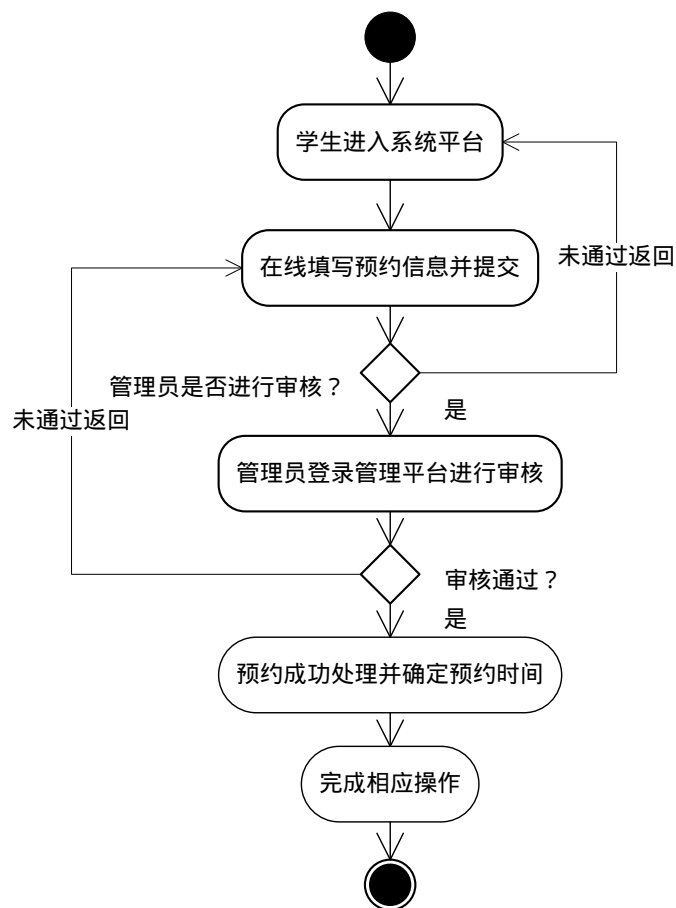 学生进入系统平台
未通过返回
在线填写预约信息并提交
管理员是否进行审核？
是
未通过返回
管理员登录管理平台进行审核
审核通过？
是
预约成功处理并确定预约时间
完成相应操作